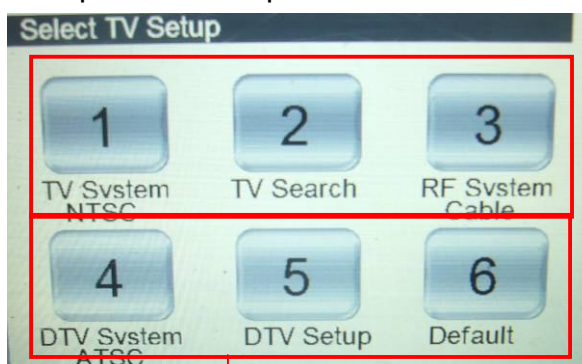 Select TV Setup
1 2 3
TV System TV Search RF System
NTSC Cable
4 5 6
DTV System DTV Setup Default
ATSC